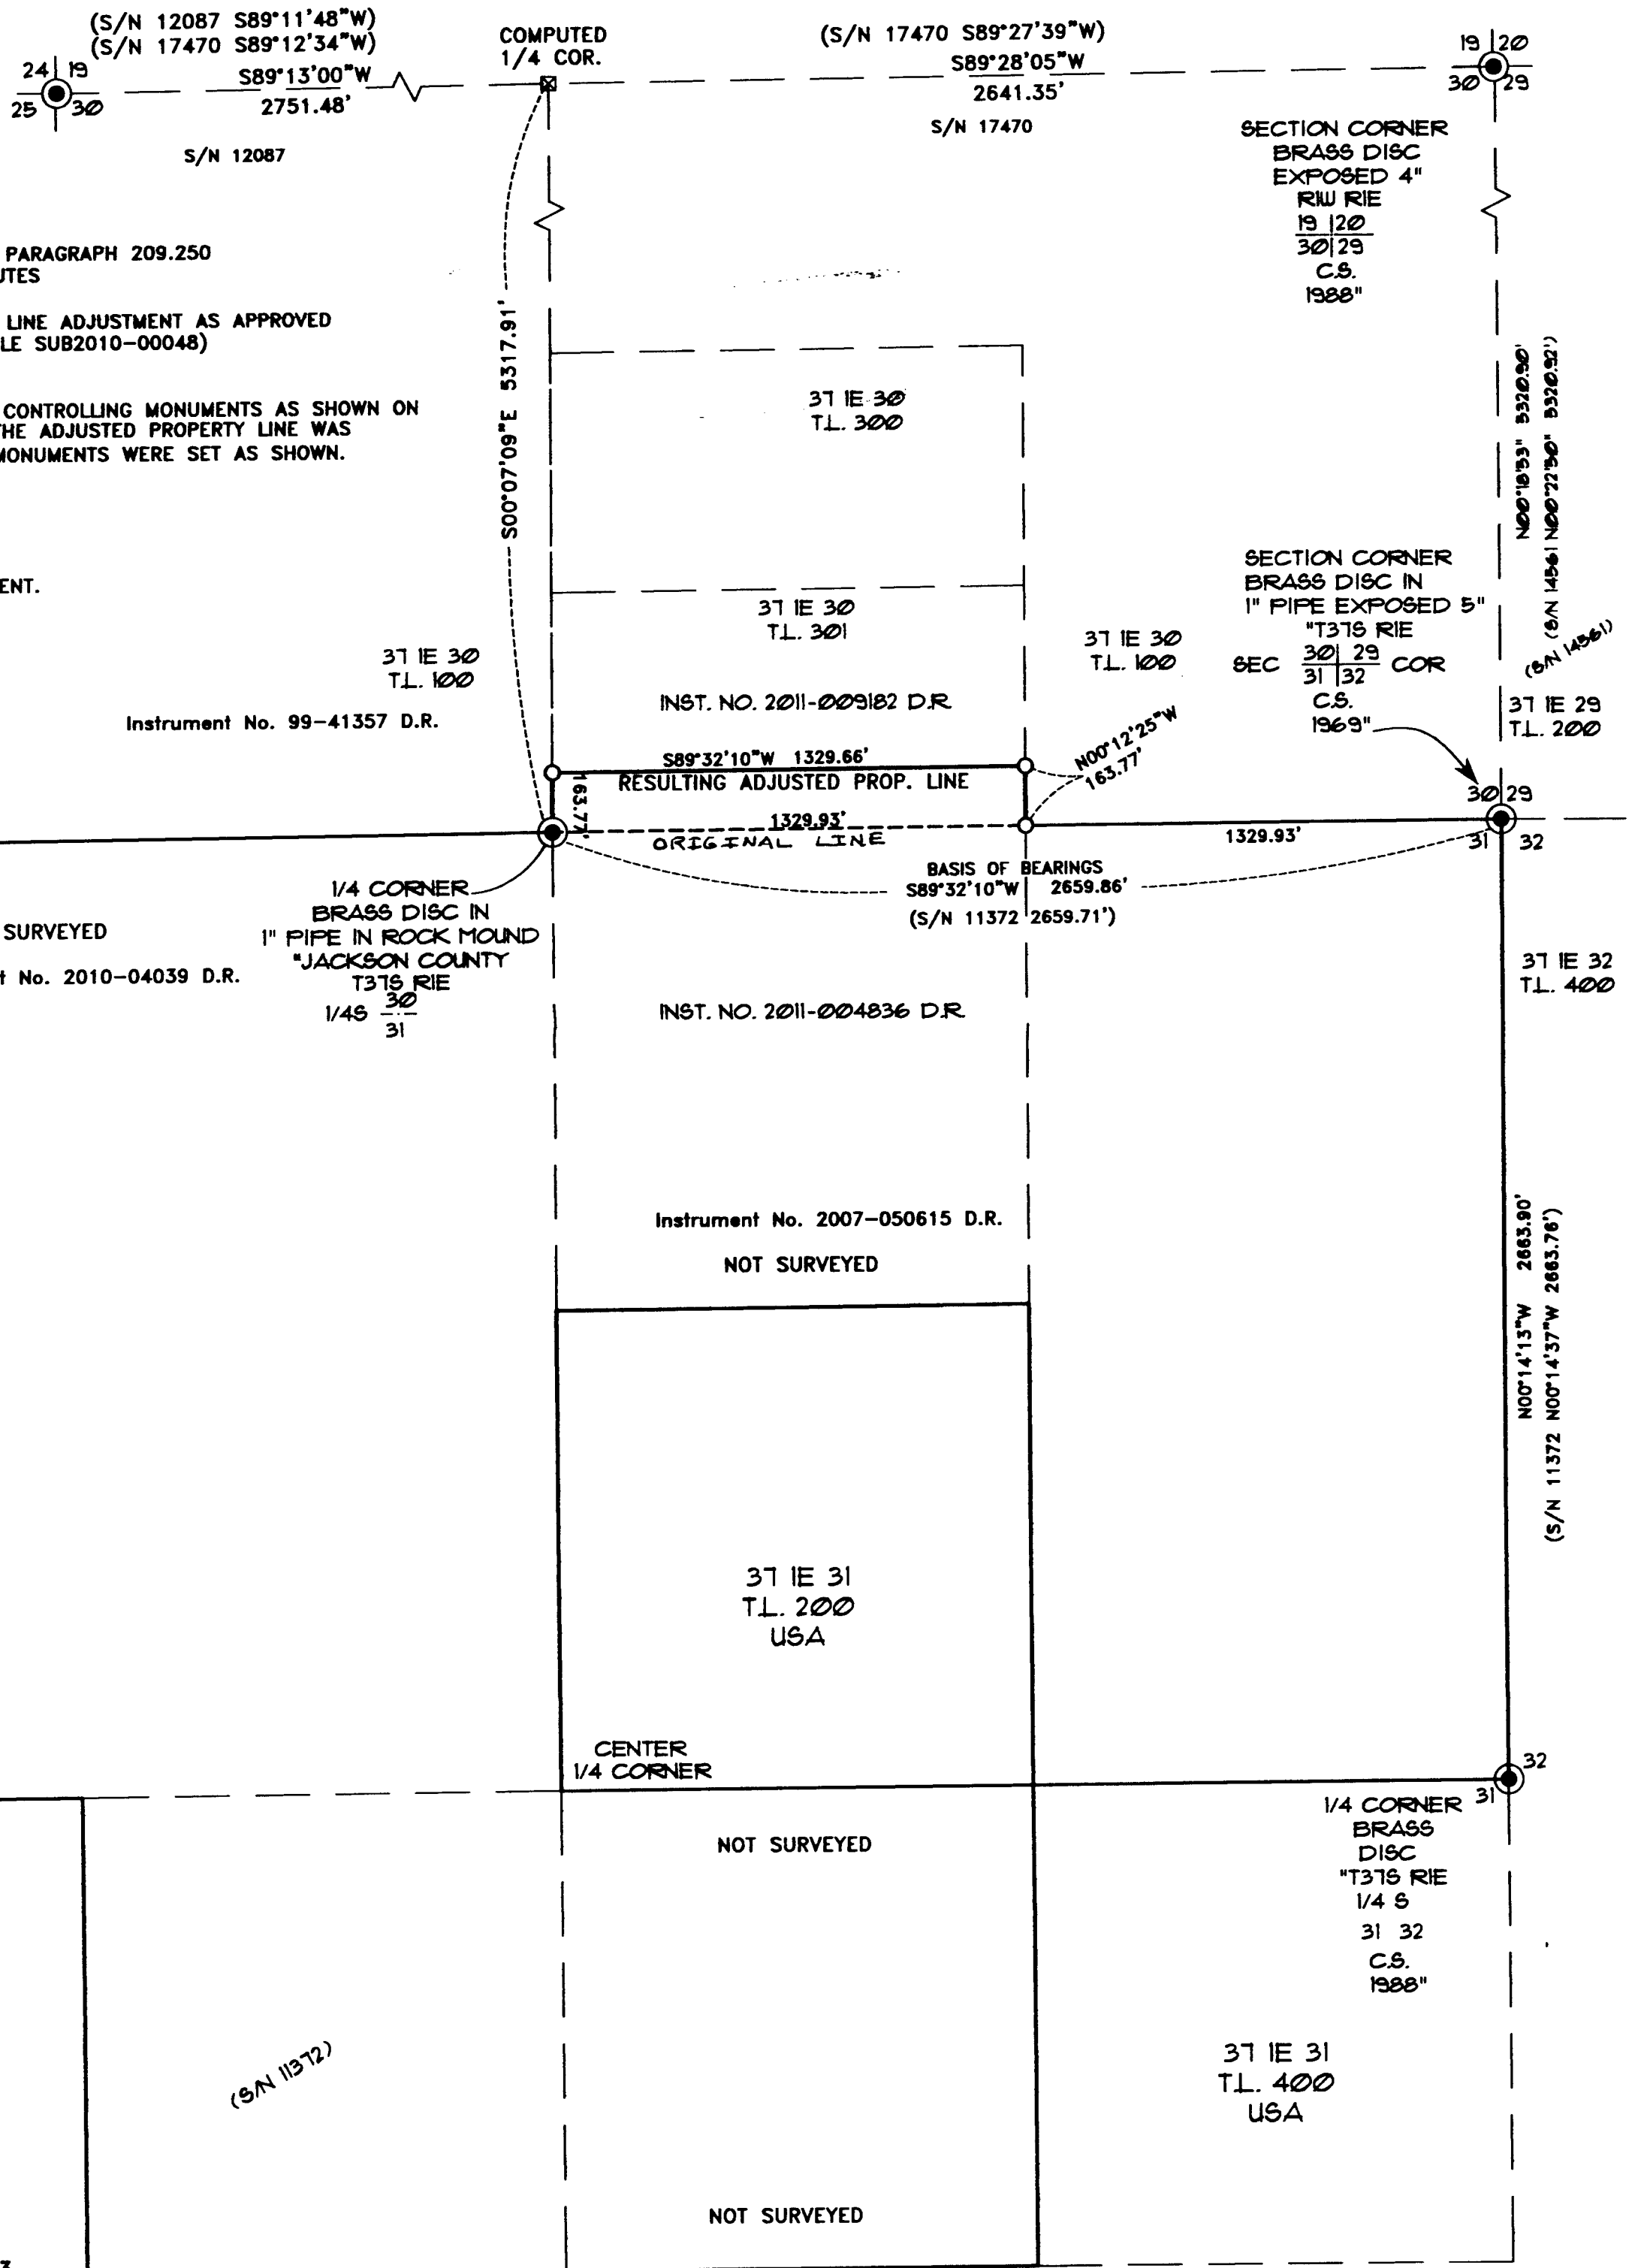 (S/N 12087 S89°11'48"W)
(S/N 17470 S89°12'34"W)
S89°13'00"W
2751.48'
S/N 12087
24 19
25 30
COMPUTED
1/4 COR.
(S/N 17470 S89°27'39"W)
S89°28'05"W
2641.35'
S/N 17470
19 20
30 29
SECTION CORNER
BRASS DISC
EXPOSED 4"
R1W R1E
19 20
30 29
C.S.
1988"
PARAGRAPH 209.250
UTES
LINE ADJUSTMENT AS APPROVED
LE SUB2010-00048)
CONTROLLING MONUMENTS AS SHOWN ON
THE ADJUSTED PROPERTY LINE WAS
MONUMENTS WERE SET AS SHOWN.
ENT.
S00°07'09"E 5317.91'
37 1E 30
T.L. 300
N00°18'53" 5320.90'
(S/N 14561 N00°22'50" 5320.92')
(S/N 14561)
37 1E 30
T.L. 301
37 1E 30
T.L. 100
37 1E 30
T.L. 100
SECTION CORNER
BRASS DISC IN
1" PIPE EXPOSED 5"
"T37S R1E
SEC 30 29 COR
31 32
C.S.
1969"
37 1E 29
T.L. 200
Instrument No. 99-41357 D.R.
INST. NO. 2011-009182 D.R.
N00°12'25"W
163.77'
S89°32'10"W 1329.66'
RESULTING ADJUSTED PROP. LINE
163.77'
1329.93'
ORIGINAL LINE
1329.93'
30 29
31 32
BASIS OF BEARINGS
S89°32'10"W 2659.86'
(S/N 11372 2659.71')
1/4 CORNER
BRASS DISC IN
1" PIPE IN ROCK MOUND
"JACKSON COUNTY
T37S R1E
1/4S 30
31
SURVEYED
t No. 2010-04039 D.R.
INST. NO. 2011-004836 D.R.
37 1E 32
T.L. 400
Instrument No. 2007-050615 D.R.
NOT SURVEYED
N00°14'13"W 2663.90'
(S/N 11372 N00°14'37"W 2663.76')
37 1E 31
T.L. 200
USA
CENTER
1/4 CORNER
32
31
1/4 CORNER
BRASS
DISC
"T37S R1E
1/4 S
31 32
C.S.
1988"
NOT SURVEYED
(S/N 11372)
37 1E 31
T.L. 400
USA
NOT SURVEYED